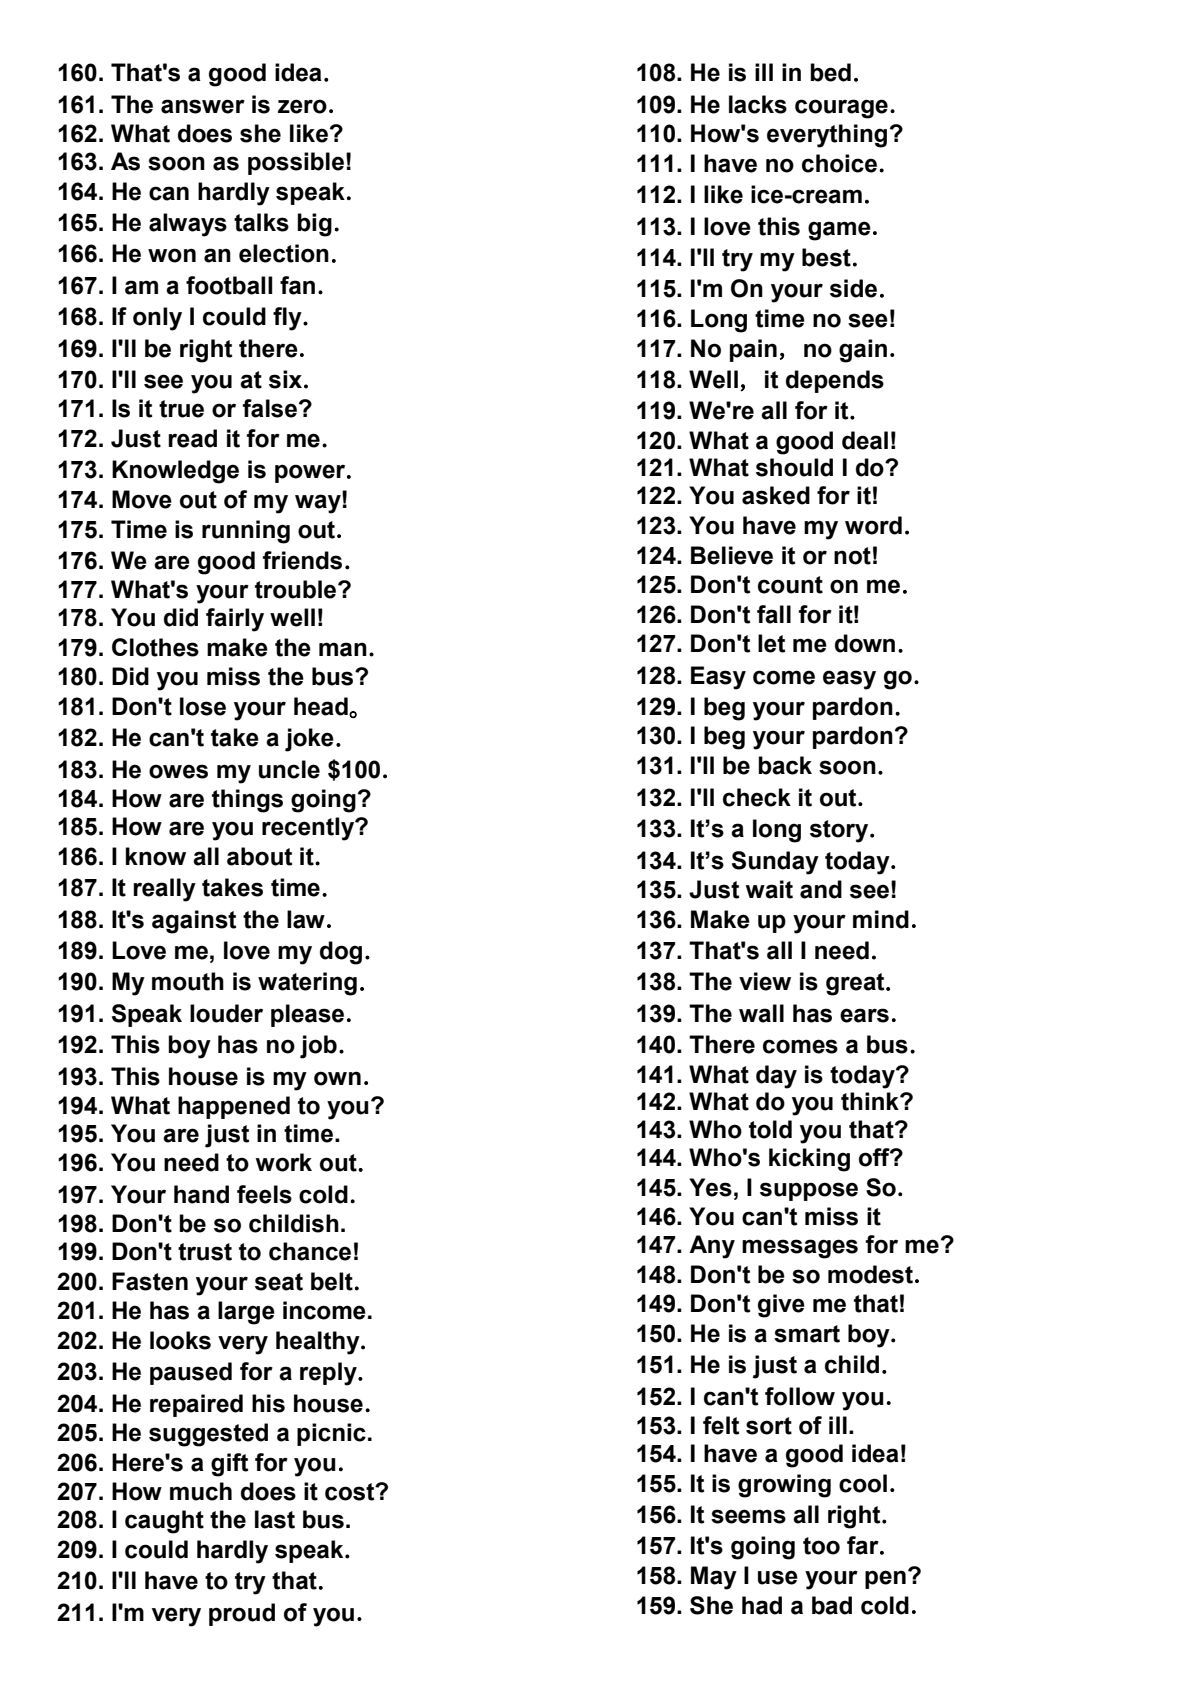 160. That's a good idea.
161. The answer is zero.
162. What does she like?
163. As soon as possible!
164. He can hardly speak.
165. He always talks big.
166. He won an election.
167. I am a football fan.
168. If only I could fly.
169. I'll be right there.
170. I'll see you at six.
171. Is it true or false?
172. Just read it for me.
173. Knowledge is power.
174. Move out of my way!
175. Time is running out.
176. We are good friends.
177. What's your trouble?
178. You did fairly well!
179. Clothes make the man.
180. Did you miss the bus?
181. Don't lose your head。
182. He can't take a joke.
183. He owes my uncle $100.
184. How are things going?
185. How are you recently?
186. I know all about it.
187. It really takes time.
188. It's against the law.
189. Love me, love my dog.
190. My mouth is watering.
191. Speak louder please.
192. This boy has no job.
193. This house is my own.
194. What happened to you?
195. You are just in time.
196. You need to work out.
197. Your hand feels cold.
198. Don't be so childish.
199. Don't trust to chance!
200. Fasten your seat belt.
201. He has a large income.
202. He looks very healthy.
203. He paused for a reply.
204. He repaired his house.
205. He suggested a picnic.
206. Here's a gift for you.
207. How much does it cost?
208. I caught the last bus.
209. I could hardly speak.
210. I'll have to try that.
211. I'm very proud of you.
108. He is ill in bed.
109. He lacks courage.
110. How's everything?
111. I have no choice.
112. I like ice-cream.
113. I love this game.
114. I'll try my best.
115. I'm On your side.
116. Long time no see!
117. No pain，no gain.
118. Well，it depends
119. We're all for it.
120. What a good deal!
121. What should I do?
122. You asked for it!
123. You have my word.
124. Believe it or not!
125. Don't count on me.
126. Don't fall for it!
127. Don't let me down.
128. Easy come easy go.
129. I beg your pardon.
130. I beg your pardon?
131. I'll be back soon.
132. I'll check it out.
133. It’s a long story.
134. It’s Sunday today.
135. Just wait and see!
136. Make up your mind.
137. That's all I need.
138. The view is great.
139. The wall has ears.
140. There comes a bus.
141. What day is today?
142. What do you think?
143. Who told you that?
144. Who's kicking off?
145. Yes, I suppose So.
146. You can't miss it
147. Any messages for me?
148. Don't be so modest.
149. Don't give me that!
150. He is a smart boy.
151. He is just a child.
152. I can't follow you.
153. I felt sort of ill.
154. I have a good idea!
155. It is growing cool.
156. It seems all right.
157. It's going too far.
158. May I use your pen?
159. She had a bad cold.